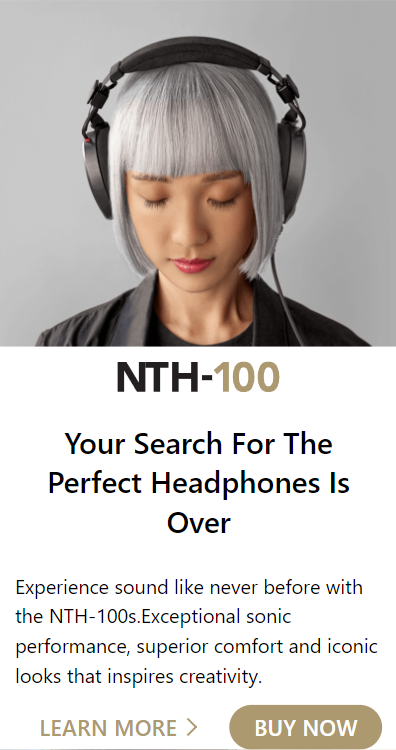 NTH-100
Your Search For The
Perfect Headphones Is
Over
Experience sound like never before with
the NTH-100s.Exceptional sonic
performance, superior comfort and iconic
looks that inspires creativity.
LEARN MORE >
BUY NOW